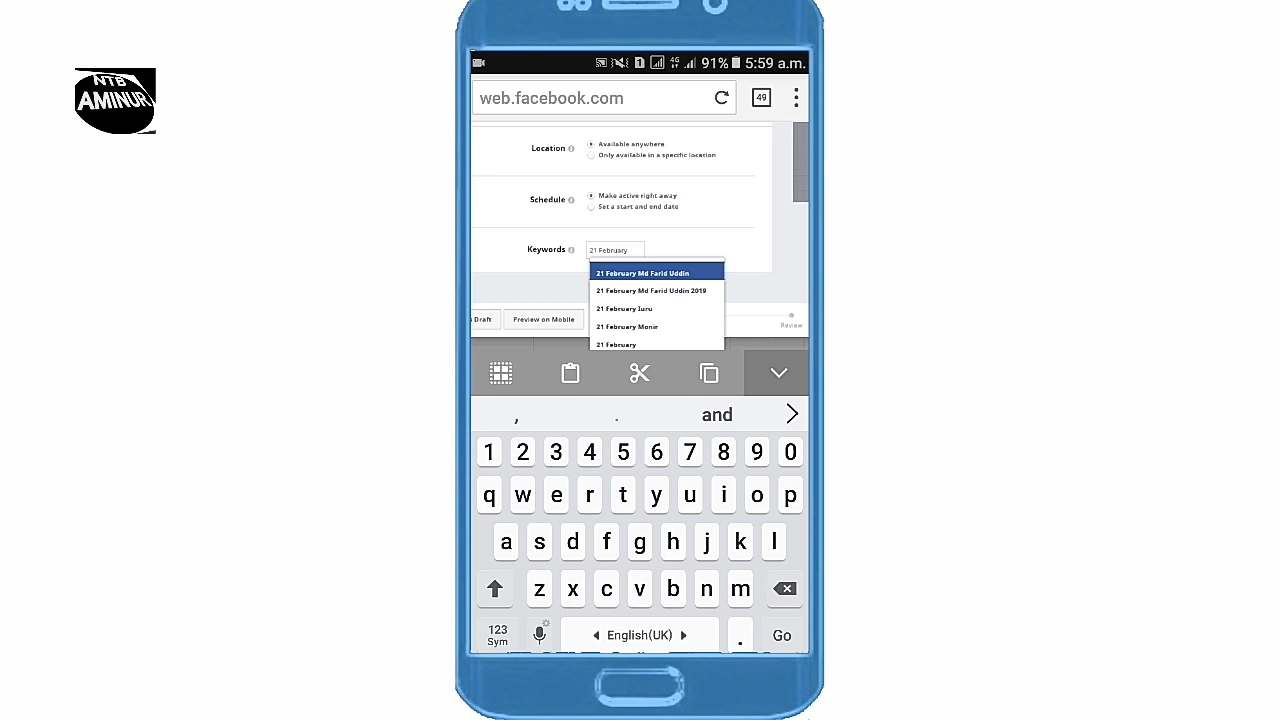 NTB
AMINUR
4G
91%
5:59 a.m.
web.facebook.com
49
Location
Available anywhere
Only available in a specific location
Schedule
Make active right away
Set a start and end date
Keywords
21 February
21 February Md Farid Uddin
21 February Md Farid Uddin 2019
21 February Iuru
21 February Monir
21 February
Draft
Preview on Mobile
Review
, . and
1 2 3 4 5 6 7 8 9 0
q w e r t y u i o p
a s d f g h j k l
z x c v b n m
123
Sym
English(UK)
.
Go